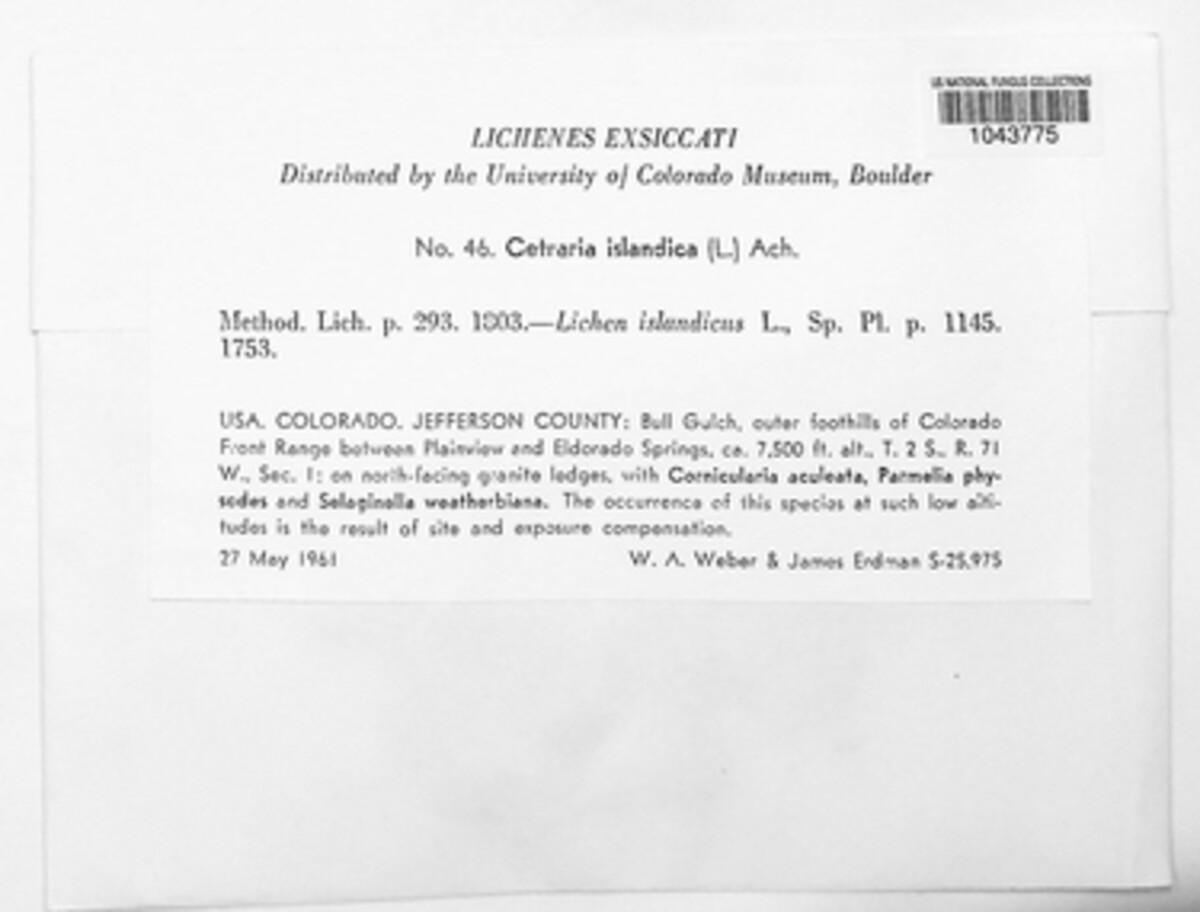 US NATIONAL FUNGUS COLLECTIONS
1043775
LICHENES EXSICCATI
Distributed by the University of Colorado Museum, Boulder
No. 46. Cetraria islandica (L.) Ach.
Method. Lich. p. 293. 1803.—Lichen islandicus L., Sp. Pl. p. 1145.
1753.
USA. COLORADO. JEFFERSON COUNTY: Bull Gulch, outer foothills of Colorado
Front Range between Plainview and Eldorado Springs, ca. 7,500 ft. alt., T. 2 S., R. 71
W., Sec. 1; on north-facing granite ledges, with Cornicularia aculeata, Parmelia phy-
sodes and Selaginella weatherbiana. The occurrence of this species at such low alti-
tudes is the result of site and exposure compensation.
27 May 1961 W. A. Weber & James Erdman S-25,975